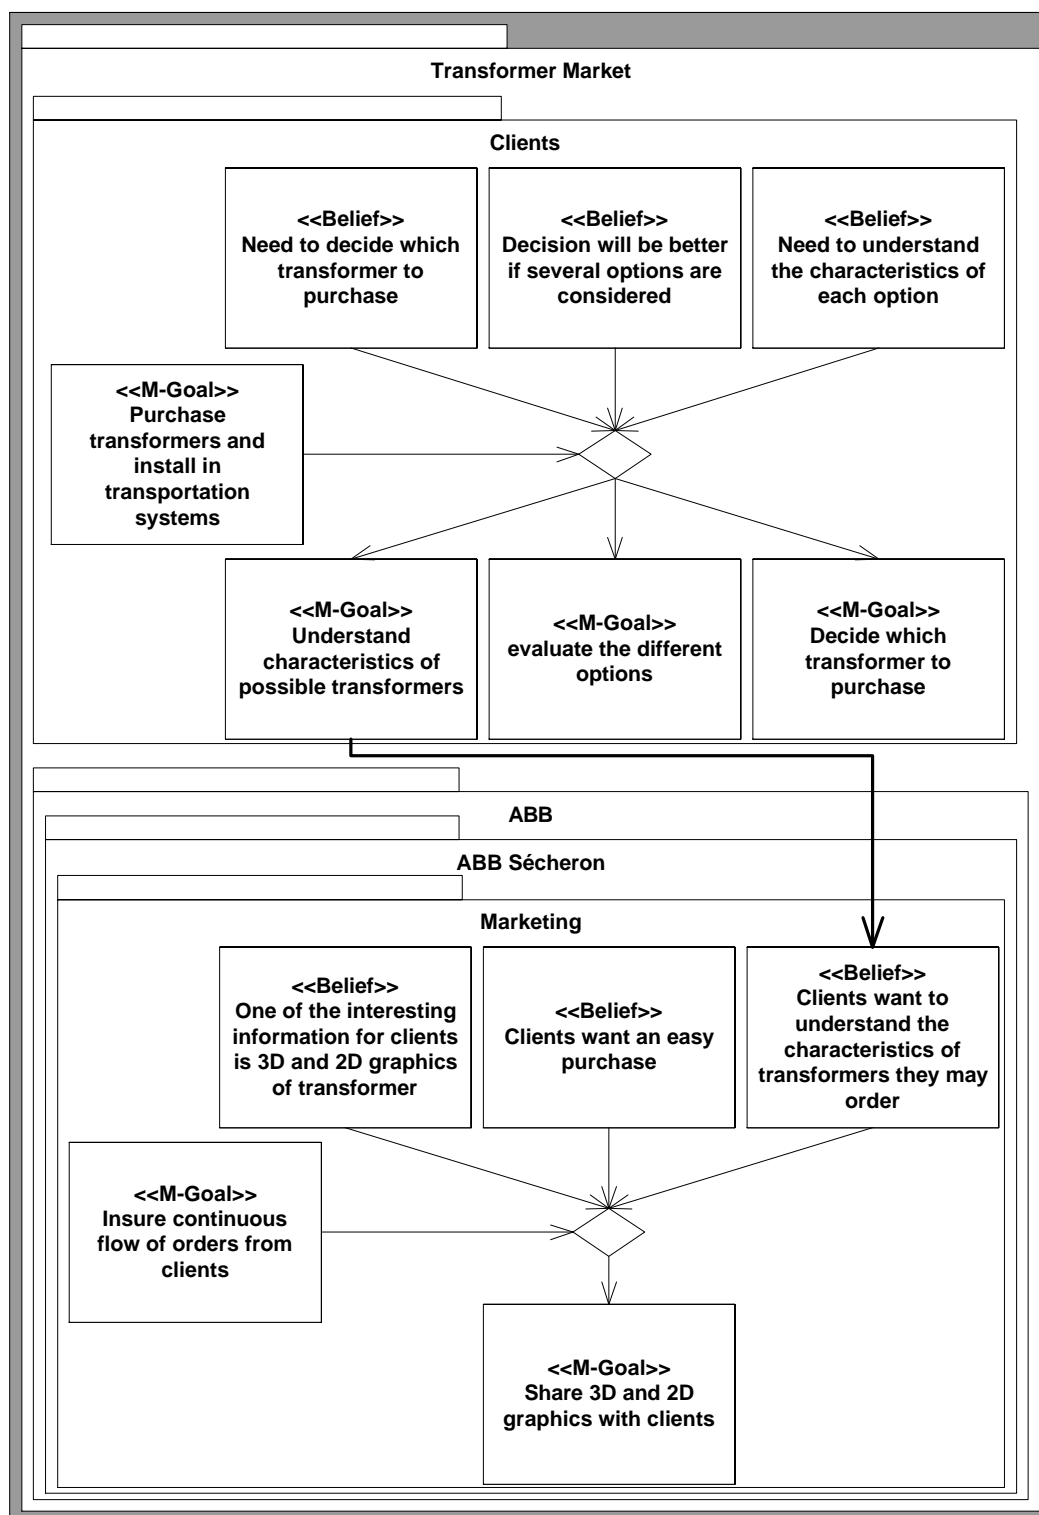 Transformer Market
Clients
<<Belief>>
Need to decide which
transformer to
purchase
<<Belief>>
Decision will be better
if several options are
considered
<<Belief>>
Need to understand
the characteristics of
each option
<<M-Goal>>
Purchase
transformers and
install in
transportation
systems
<<M-Goal>>
Understand
characteristics of
possible transformers
<<M-Goal>>
evaluate the different
options
<<M-Goal>>
Decide which
transformer to
purchase
ABB
ABB Sécheron
Marketing
<<Belief>>
One of the interesting
information for clients
is 3D and 2D graphics
of transformer
<<Belief>>
Clients want an easy
purchase
<<Belief>>
Clients want to
understand the
characteristics of
transformers they may
order
<<M-Goal>>
Insure continuous
flow of orders from
clients
<<M-Goal>>
Share 3D and 2D
graphics with clients